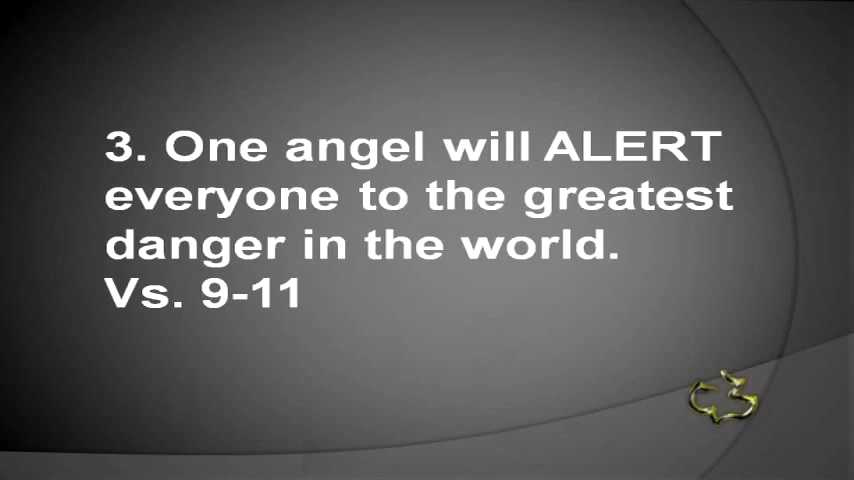 3. One angel will ALERT
everyone to the greatest
danger in the world.
Vs. 9-11